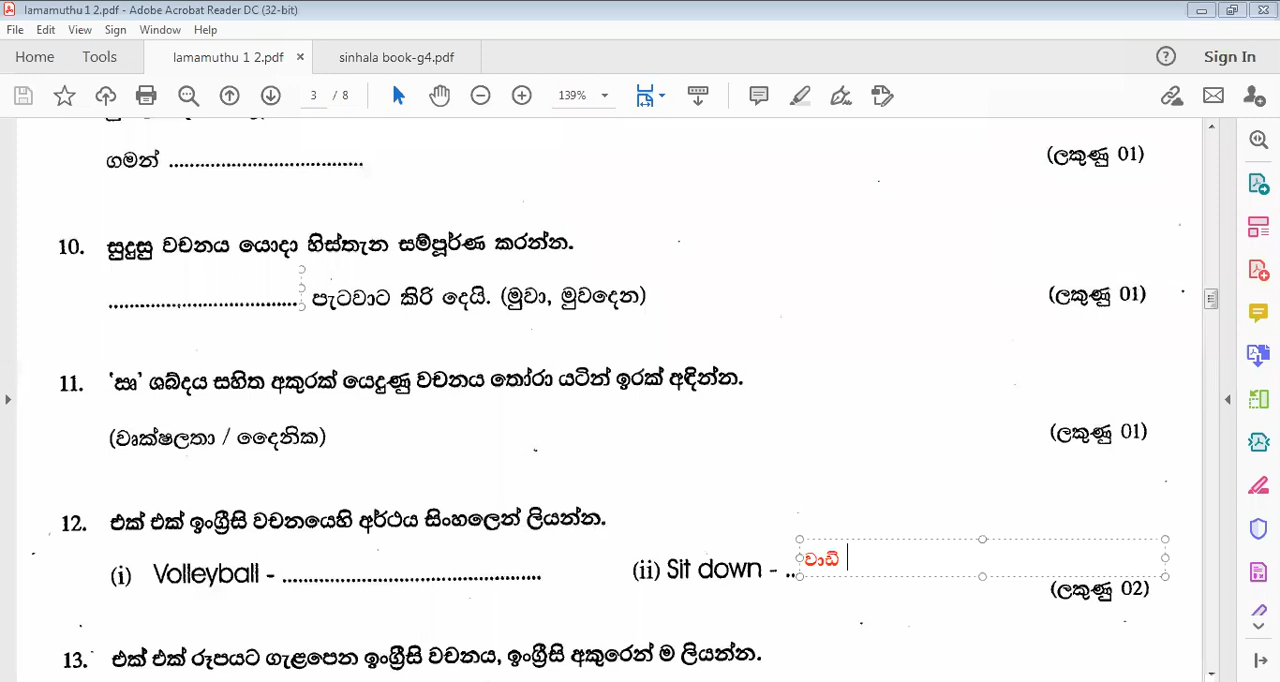 lamamuthu 1 2.pdf - Adobe Acrobat Reader DC (32-bit)
File Edit View Sign Window Help
Home Tools lamamuthu 1 2.pdf × sinhala book-g4.pdf Sign In
3 / 8 139%
ගමන් ..................................... (ලකුණු 01)
10. සුදුසු වචනය යොදා හිස්තැන සම්පූර්ණ කරන්න.
..................................... පැටවාට කිරි දෙයි. (මුවා, මුවදෙන) (ලකුණු 01)
11. ‘ඍ’ ශබ්දය සහිත අකුරක් යෙදුණු වචනය තෝරා යටින් ඉරක් අඳින්න.
(වෘක්ෂලතා / දෛනික) (ලකුණු 01)
12. එක් එක් ඉංග්‍රීසි වචනයෙහි අර්ථය සිංහලෙන් ලියන්න.
(i) Volleyball - ................................................ (ii) Sit down - .. වාඩි
(ලකුණු 02)
13. එක් එක් රූපයට ගැළපෙන ඉංග්‍රීසි වචනය, ඉංග්‍රීසි අකුරෙන් ම ලියන්න.